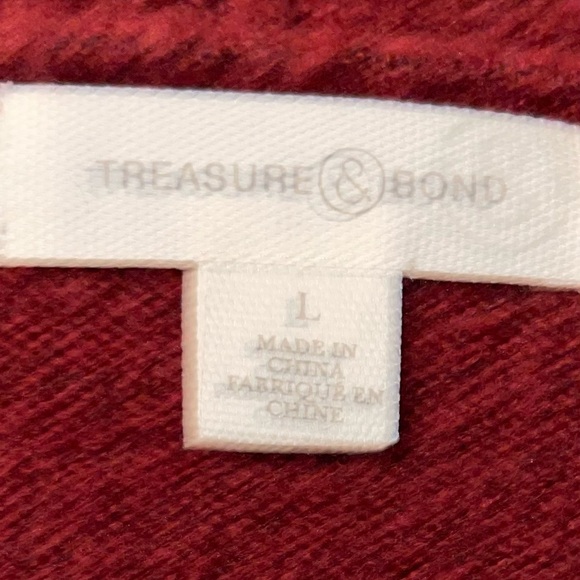 TREASURE & BOND
L
MADE IN
CHINA
FABRIQUÉ EN
CHINE